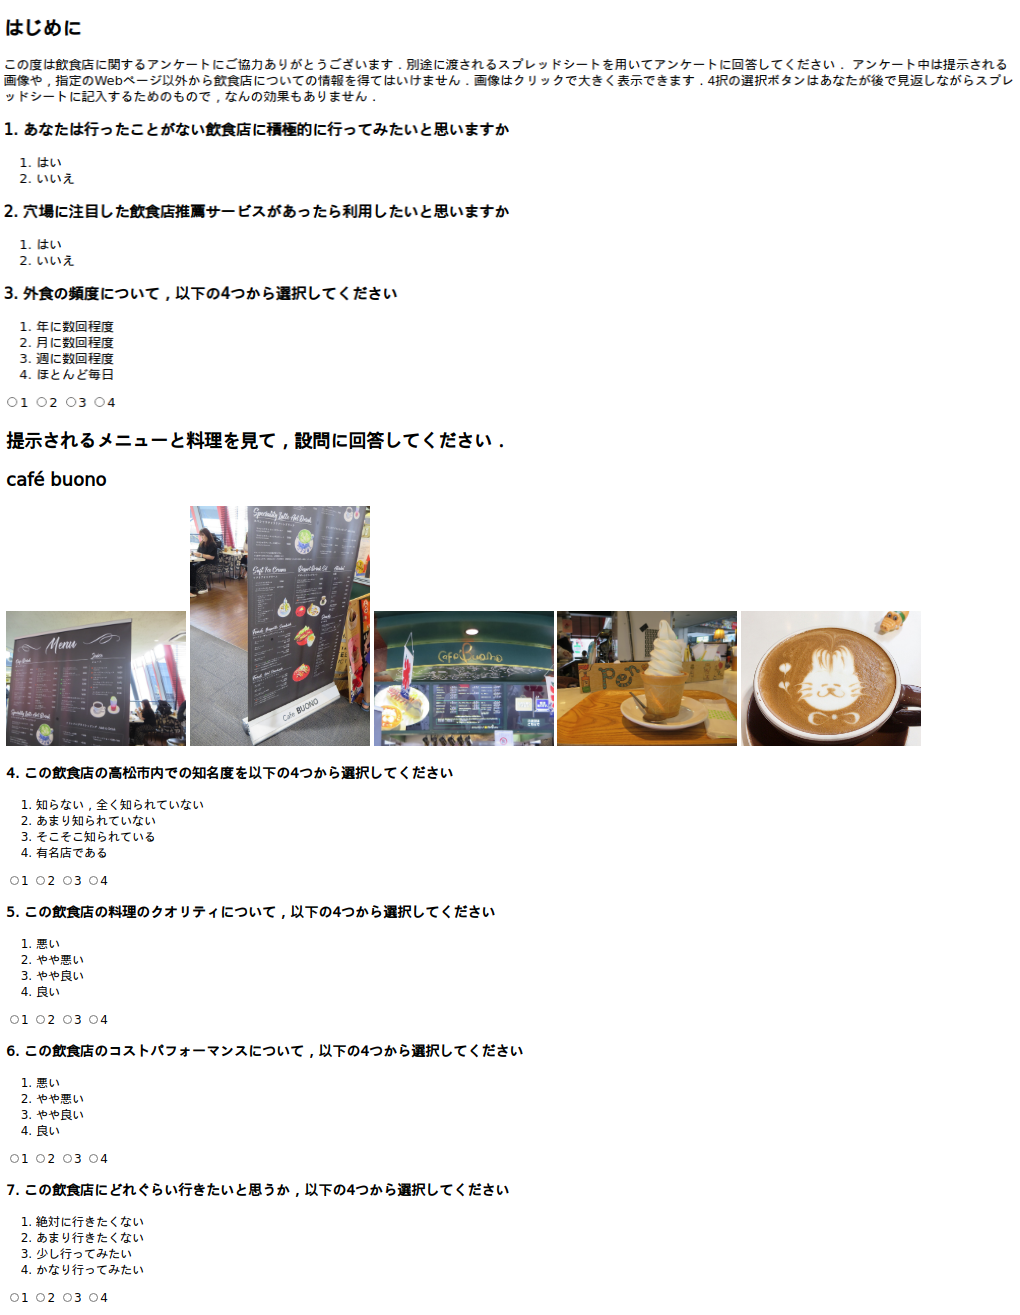 はじめに
この度は飲食店に関するアンケートにご協力ありがとうございます．別途に渡されるスプレッドシートを用いてアンケートに回答してください． アンケート中は提示される
画像や，指定のWebページ以外から飲食店についての情報を得てはいけません．画像はクリックで大きく表示できます．4択の選択ボタンはあなたが後で見返しながらスプレ
ッドシートに記入するためのもので，なんの効果もありません．
1. あなたは行ったことがない飲食店に積極的に行ってみたいと思いますか
1. はい
2. いいえ
2. 穴場に注目した飲食店推薦サービスがあったら利用したいと思いますか
1. はい
2. いいえ
3. 外食の頻度について，以下の4つから選択してください
1. 年に数回程度
2. 月に数回程度
3. 週に数回程度
4. ほとんど毎日
1 2 3 4
提示されるメニューと料理を見て，設問に回答してください．
café buono
Menu
Speciality Latte Hot Drink
Soft Ice Cream
Cafe BUONO
Cafe Buono
4. この飲食店の高松市内での知名度を以下の4つから選択してください
1. 知らない，全く知られていない
2. あまり知られていない
3. そこそこ知られている
4. 有名店である
1 2 3 4
5. この飲食店の料理のクオリティについて，以下の4つから選択してください
1. 悪い
2. やや悪い
3. やや良い
4. 良い
1 2 3 4
6. この飲食店のコストパフォーマンスについて，以下の4つから選択してください
1. 悪い
2. やや悪い
3. やや良い
4. 良い
1 2 3 4
7. この飲食店にどれぐらい行きたいと思うか，以下の4つから選択してください
1. 絶対に行きたくない
2. あまり行きたくない
3. 少し行ってみたい
4. かなり行ってみたい
1 2 3 4